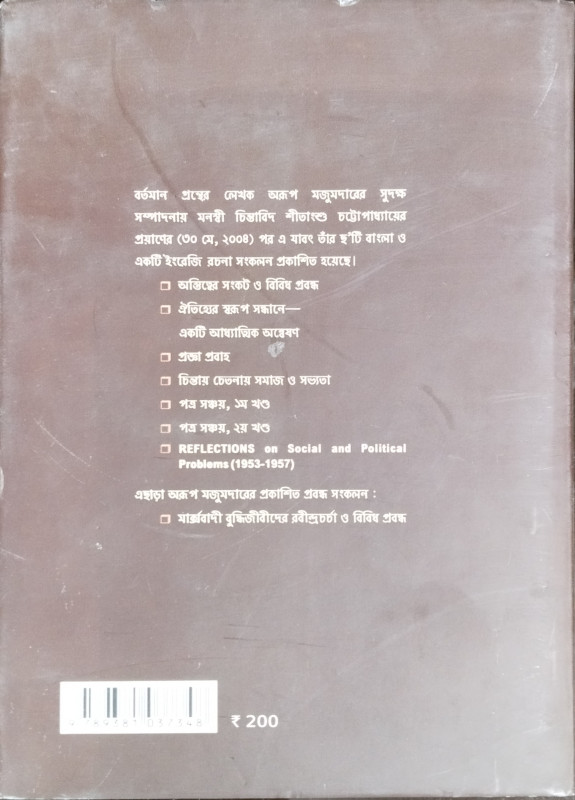 বর্তমান গ্রন্থের লেখক অরূপ মজুমদারের সুদক্ষ
সম্পাদনায় মনস্বী চিন্তাবিদ শীতাংশু চট্টোপাধ্যায়ের
প্রয়াণের (৩০ মে, ২০০৪) পর এ যাবৎ তাঁর ছ'টি বাংলা ও
একটি ইংরেজি রচনা সংকলন প্রকাশিত হয়েছে।
অস্তিত্বের সংকট ও বিবিধ প্রবন্ধ
ঐতিহ্যের স্বরূপ সন্ধানে—
একটি আধ্যাত্মিক অন্বেষণ
প্রজ্ঞা প্রবাহ
চিন্তায় চেতনায় সমাজ ও সভ্যতা
পত্র সঞ্চয়, ১ম খণ্ড
পত্র সঞ্চয়, ২য় খণ্ড
REFLECTIONS on Social and Political
Problems (1953-1957)
এছাড়া অরূপ মজুমদারের প্রকাশিত প্রবন্ধ সংকলন :
মার্ক্সবাদী বুদ্ধিজীবীদের রবীন্দ্রচর্চা ও বিবিধ প্রবন্ধ
9 789381 037348
₹ 200